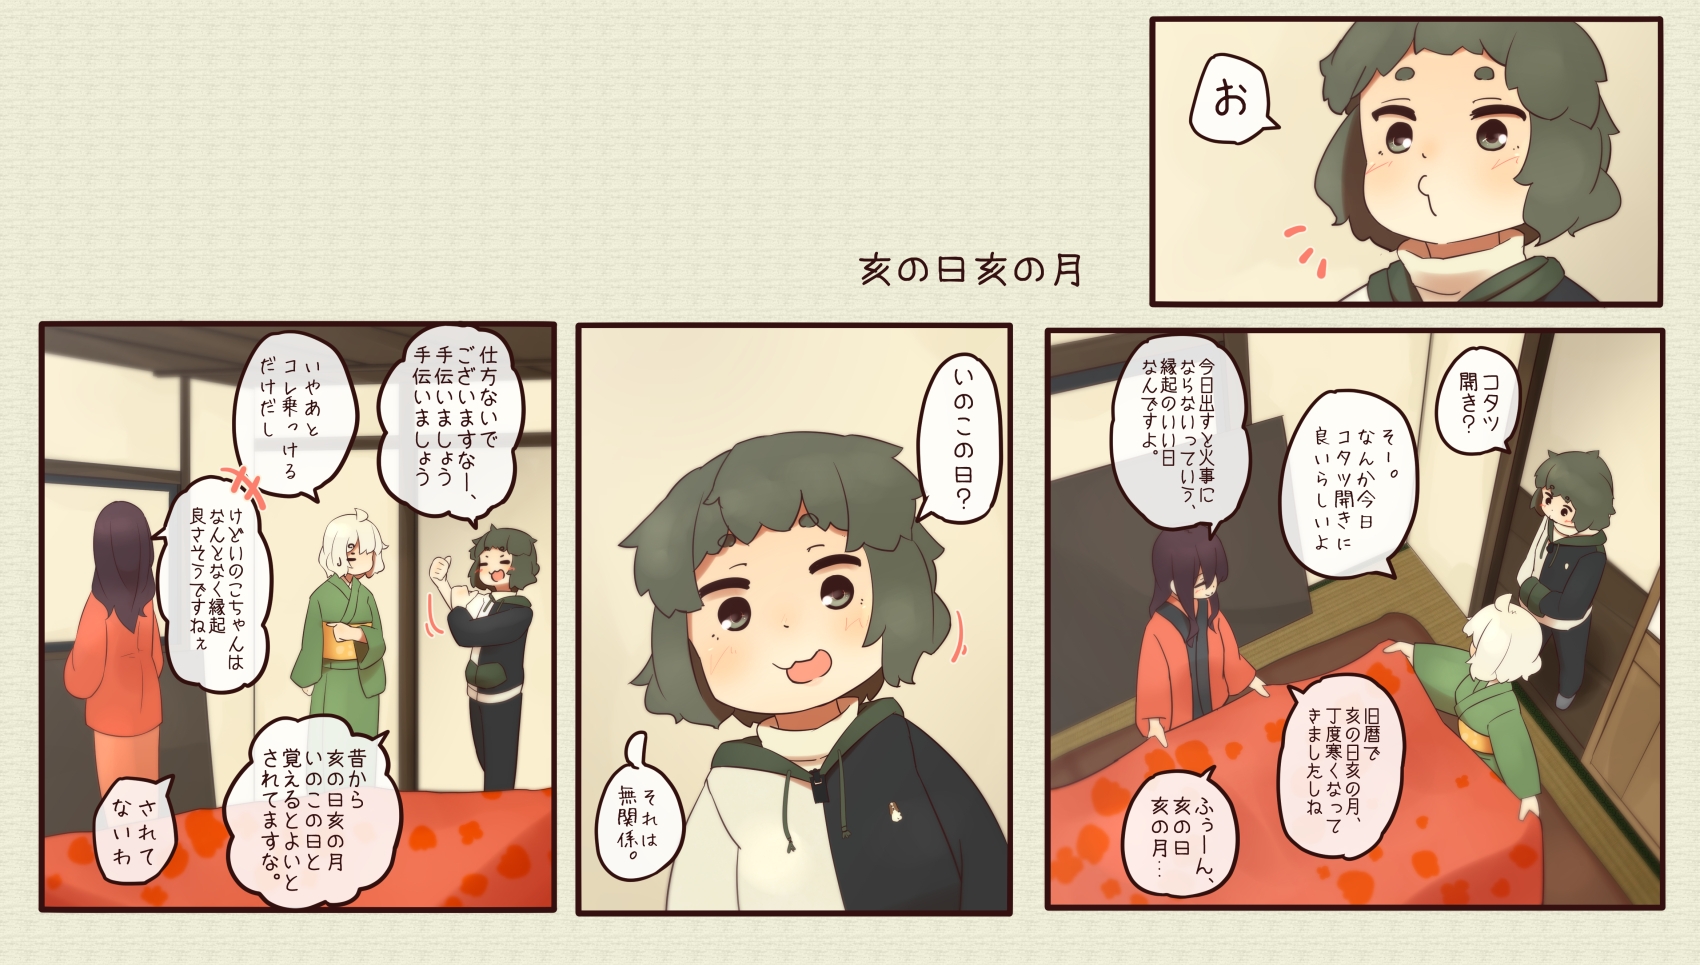 お
亥の日亥の月
コタツ
開き？
そー。
なんか今日
コタツ開きに
良いらしいよ
今日出すと火事に
ならないっていう、
縁起のいい日
なんですよ。
旧暦で
亥の日亥の月、
丁度寒くなって
きましたしね
ふぅーん、
亥の日
亥の月…
いのこの日？
それは
無関係。
仕方ないで
ございますなー、
手伝いましょう
手伝いましょう
いやあと
コレ乗っける
だけだし
けどいのこちゃんは
なんとなく縁起
良さそうですねぇ
昔から
亥の日亥の月
いのこの日と
覚えるとよいと
されてますな。
されて
ないわ